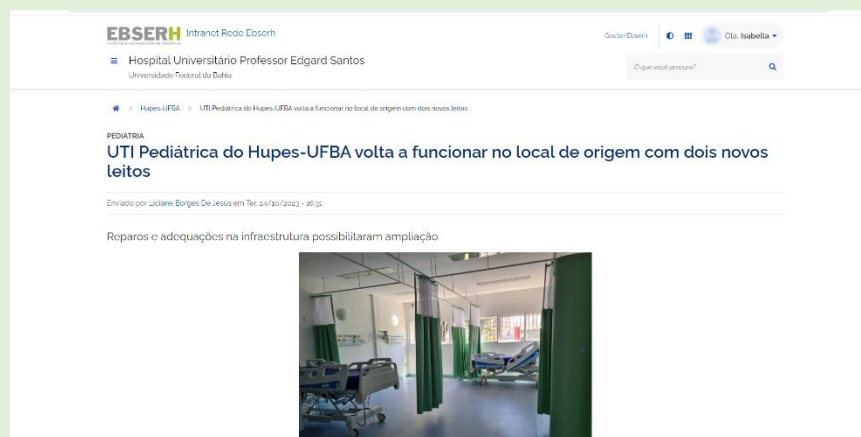 EBSERH Intranet Rede Ebserh
Gov.br/Ebserh
Olá, Isabella
Hospital Universitário Professor Edgard Santos
Universidade Federal da Bahia
O que você procura?
Hupes-UFBA > UTI Pediátrica do Hupes-UFBA volta a funcionar no local de origem com dois novos leitos
PEDIATRIA
UTI Pediátrica do Hupes-UFBA volta a funcionar no local de origem com dois novos
leitos
Enviado por Liciane Borges De Jesus em Ter, 24/10/2023 - 16:31
Reparos e adequações na infraestrutura possibilitaram ampliação